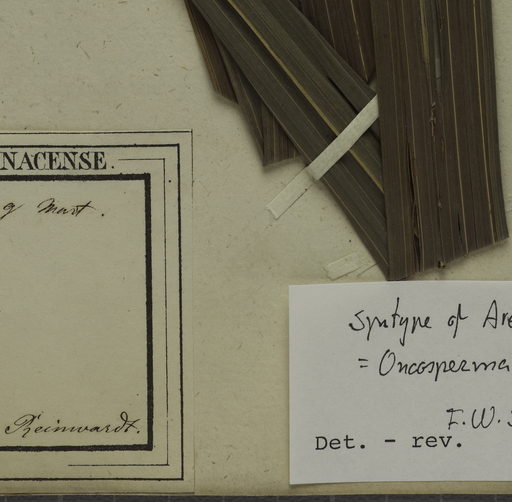 NACENSE.
Mart.
Reinwardt.
Syntype of Are
= Oncosperma
F.W.
Det. - rev.